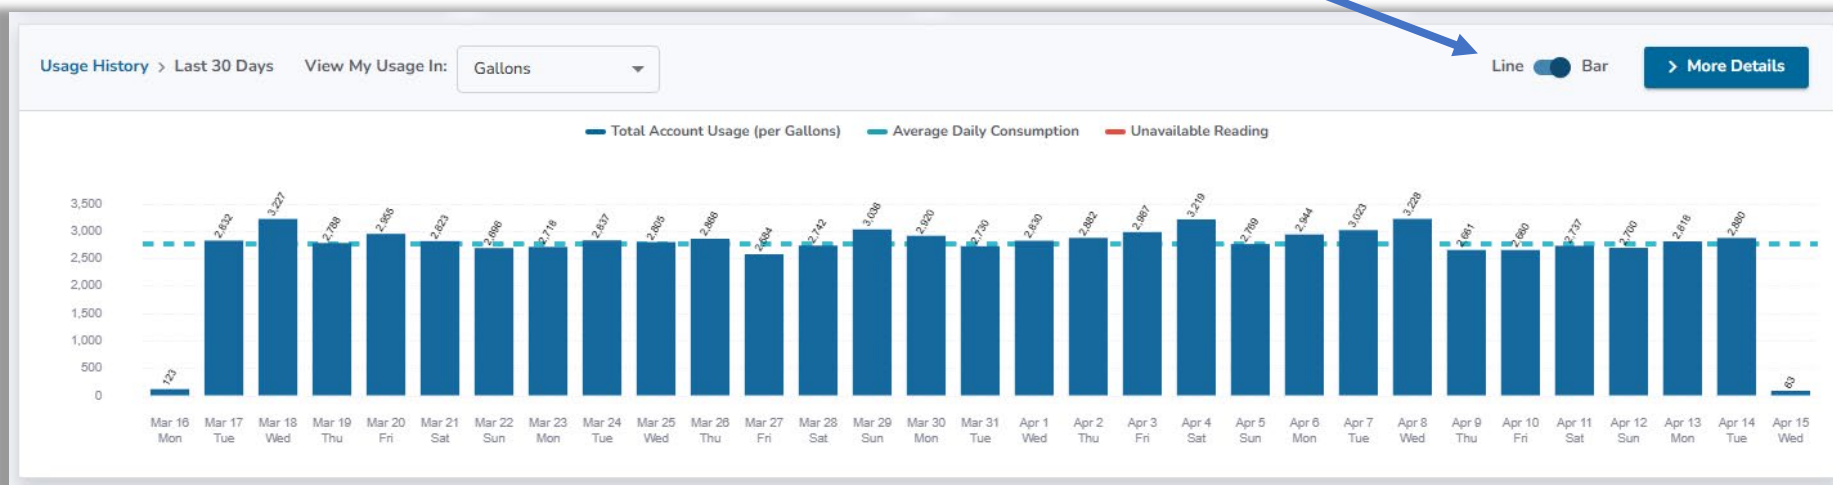 Usage History > Last 30 Days View My Usage In: Gallons Line Bar > More Details
Total Account Usage (per Gallons) Average Daily Consumption Unavailable Reading
3,500
3,000
2,500
2,000
1,500
1,000
500
0
123 2,832 3,227 2,788 2,955 2,823 2,696 2,718 2,837 2,805 2,868 2,584 2,742 3,036 2,920 2,730 2,830 2,882 2,987 3,219 2,769 2,944 3,023 3,228 2,661 2,660 2,737 2,700 2,818 2,880 83
Mar 16 Mar 17 Mar 18 Mar 19 Mar 20 Mar 21 Mar 22 Mar 23 Mar 24 Mar 25 Mar 26 Mar 27 Mar 28 Mar 29 Mar 30 Mar 31 Apr 1 Apr 2 Apr 3 Apr 4 Apr 5 Apr 6 Apr 7 Apr 8 Apr 9 Apr 10 Apr 11 Apr 12 Apr 13 Apr 14 Apr 15
Mon Tue Wed Thu Fri Sat Sun Mon Tue Wed Thu Fri Sat Sun Mon Tue Wed Thu Fri Sat Sun Mon Tue Wed Thu Fri Sat Sun Mon Tue Wed